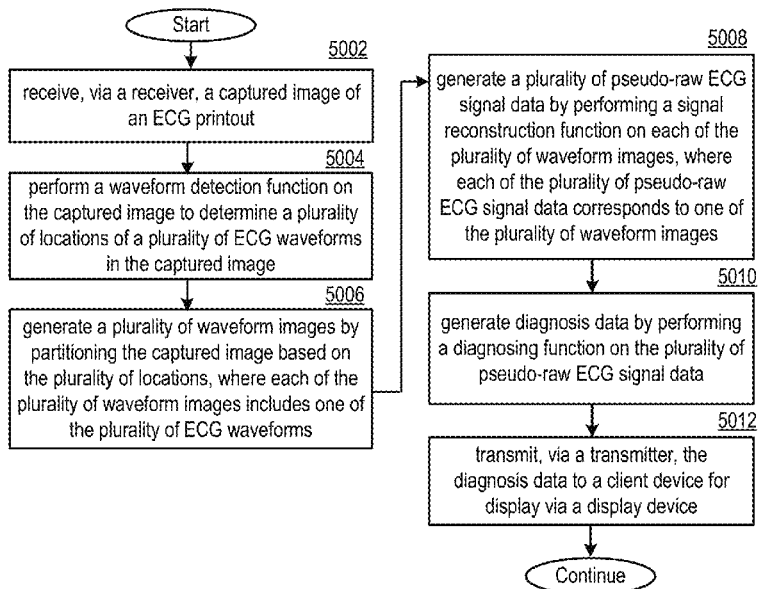 Start
5002
receive, via a receiver, a captured image of
an ECG printout
5004
perform a waveform detection function on
the captured image to determine a plurality
of locations of a plurality of ECG waveforms
in the captured image
5006
generate a plurality of waveform images by
partitioning the captured image based on
the plurality of locations, where each of the
plurality of waveform images includes one of
the plurality of ECG waveforms
5008
generate a plurality of pseudo-raw ECG
signal data by performing a signal
reconstruction function on each of the
plurality of waveform images, where
each of the plurality of pseudo-raw
ECG signal data corresponds to one of
the plurality of waveform images
5010
generate diagnosis data by performing
a diagnosing function on the plurality of
pseudo-raw ECG signal data
5012
transmit, via a transmitter, the
diagnosis data to a client device for
display via a display device
Continue